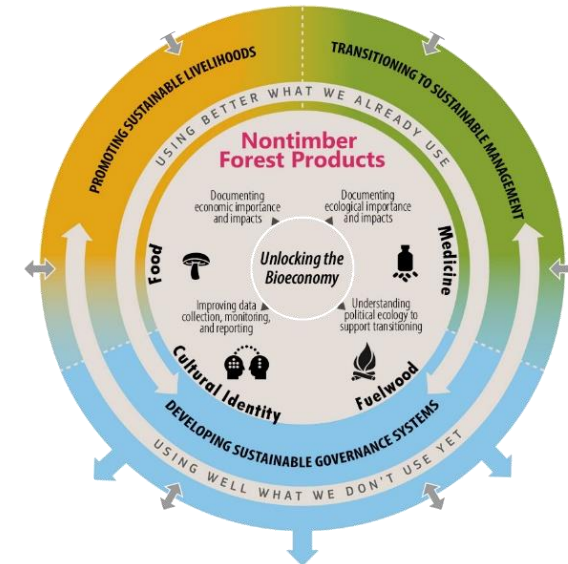 PROMOTING SUSTAINABLE LIVELIHOODS
TRANSITIONING TO SUSTAINABLE MANAGEMENT
USING BETTER WHAT WE ALREADY USE
Nontimber
Forest Products
Documenting
economic importance
and impacts
Documenting
ecological importance
and impacts
Food
Medicine
Unlocking the
Bioeconomy
Improving data
collection, monitoring,
and reporting
Understanding
political ecology to
support transitioning
Cultural Identity
Fuelwood
DEVELOPING SUSTAINABLE GOVERNANCE SYSTEMS
USING WELL WHAT WE DON'T USE YET